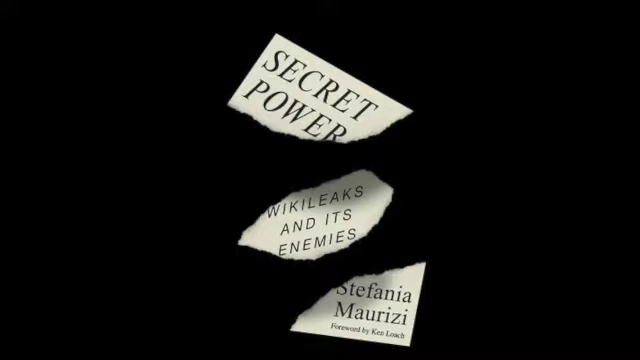 SECRET
POWER
WIKILEAKS
AND ITS
ENEMIES
Stefania
Maurizi
Foreword by Ken Loach